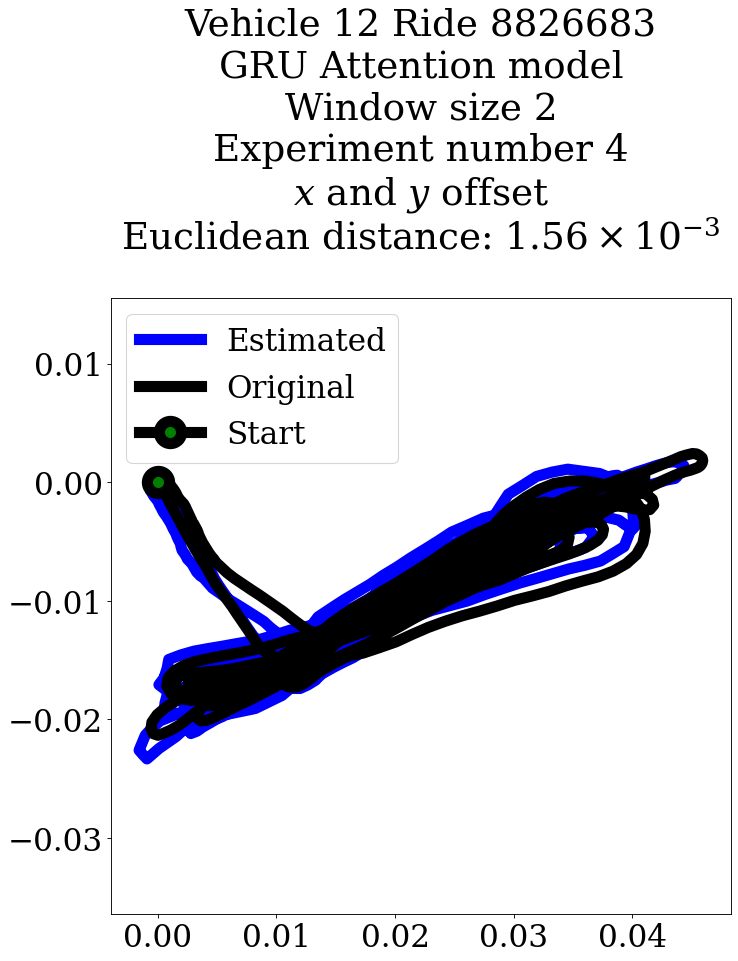 Vehicle 12 Ride 8826683
GRU Attention model
Window size 2
Experiment number 4
x and y offset
Euclidean distance: 1.56 × 10⁻³
Estimated
Original
Start
0.01
0.00
−0.01
−0.02
−0.03
0.00 0.01 0.02 0.03 0.04